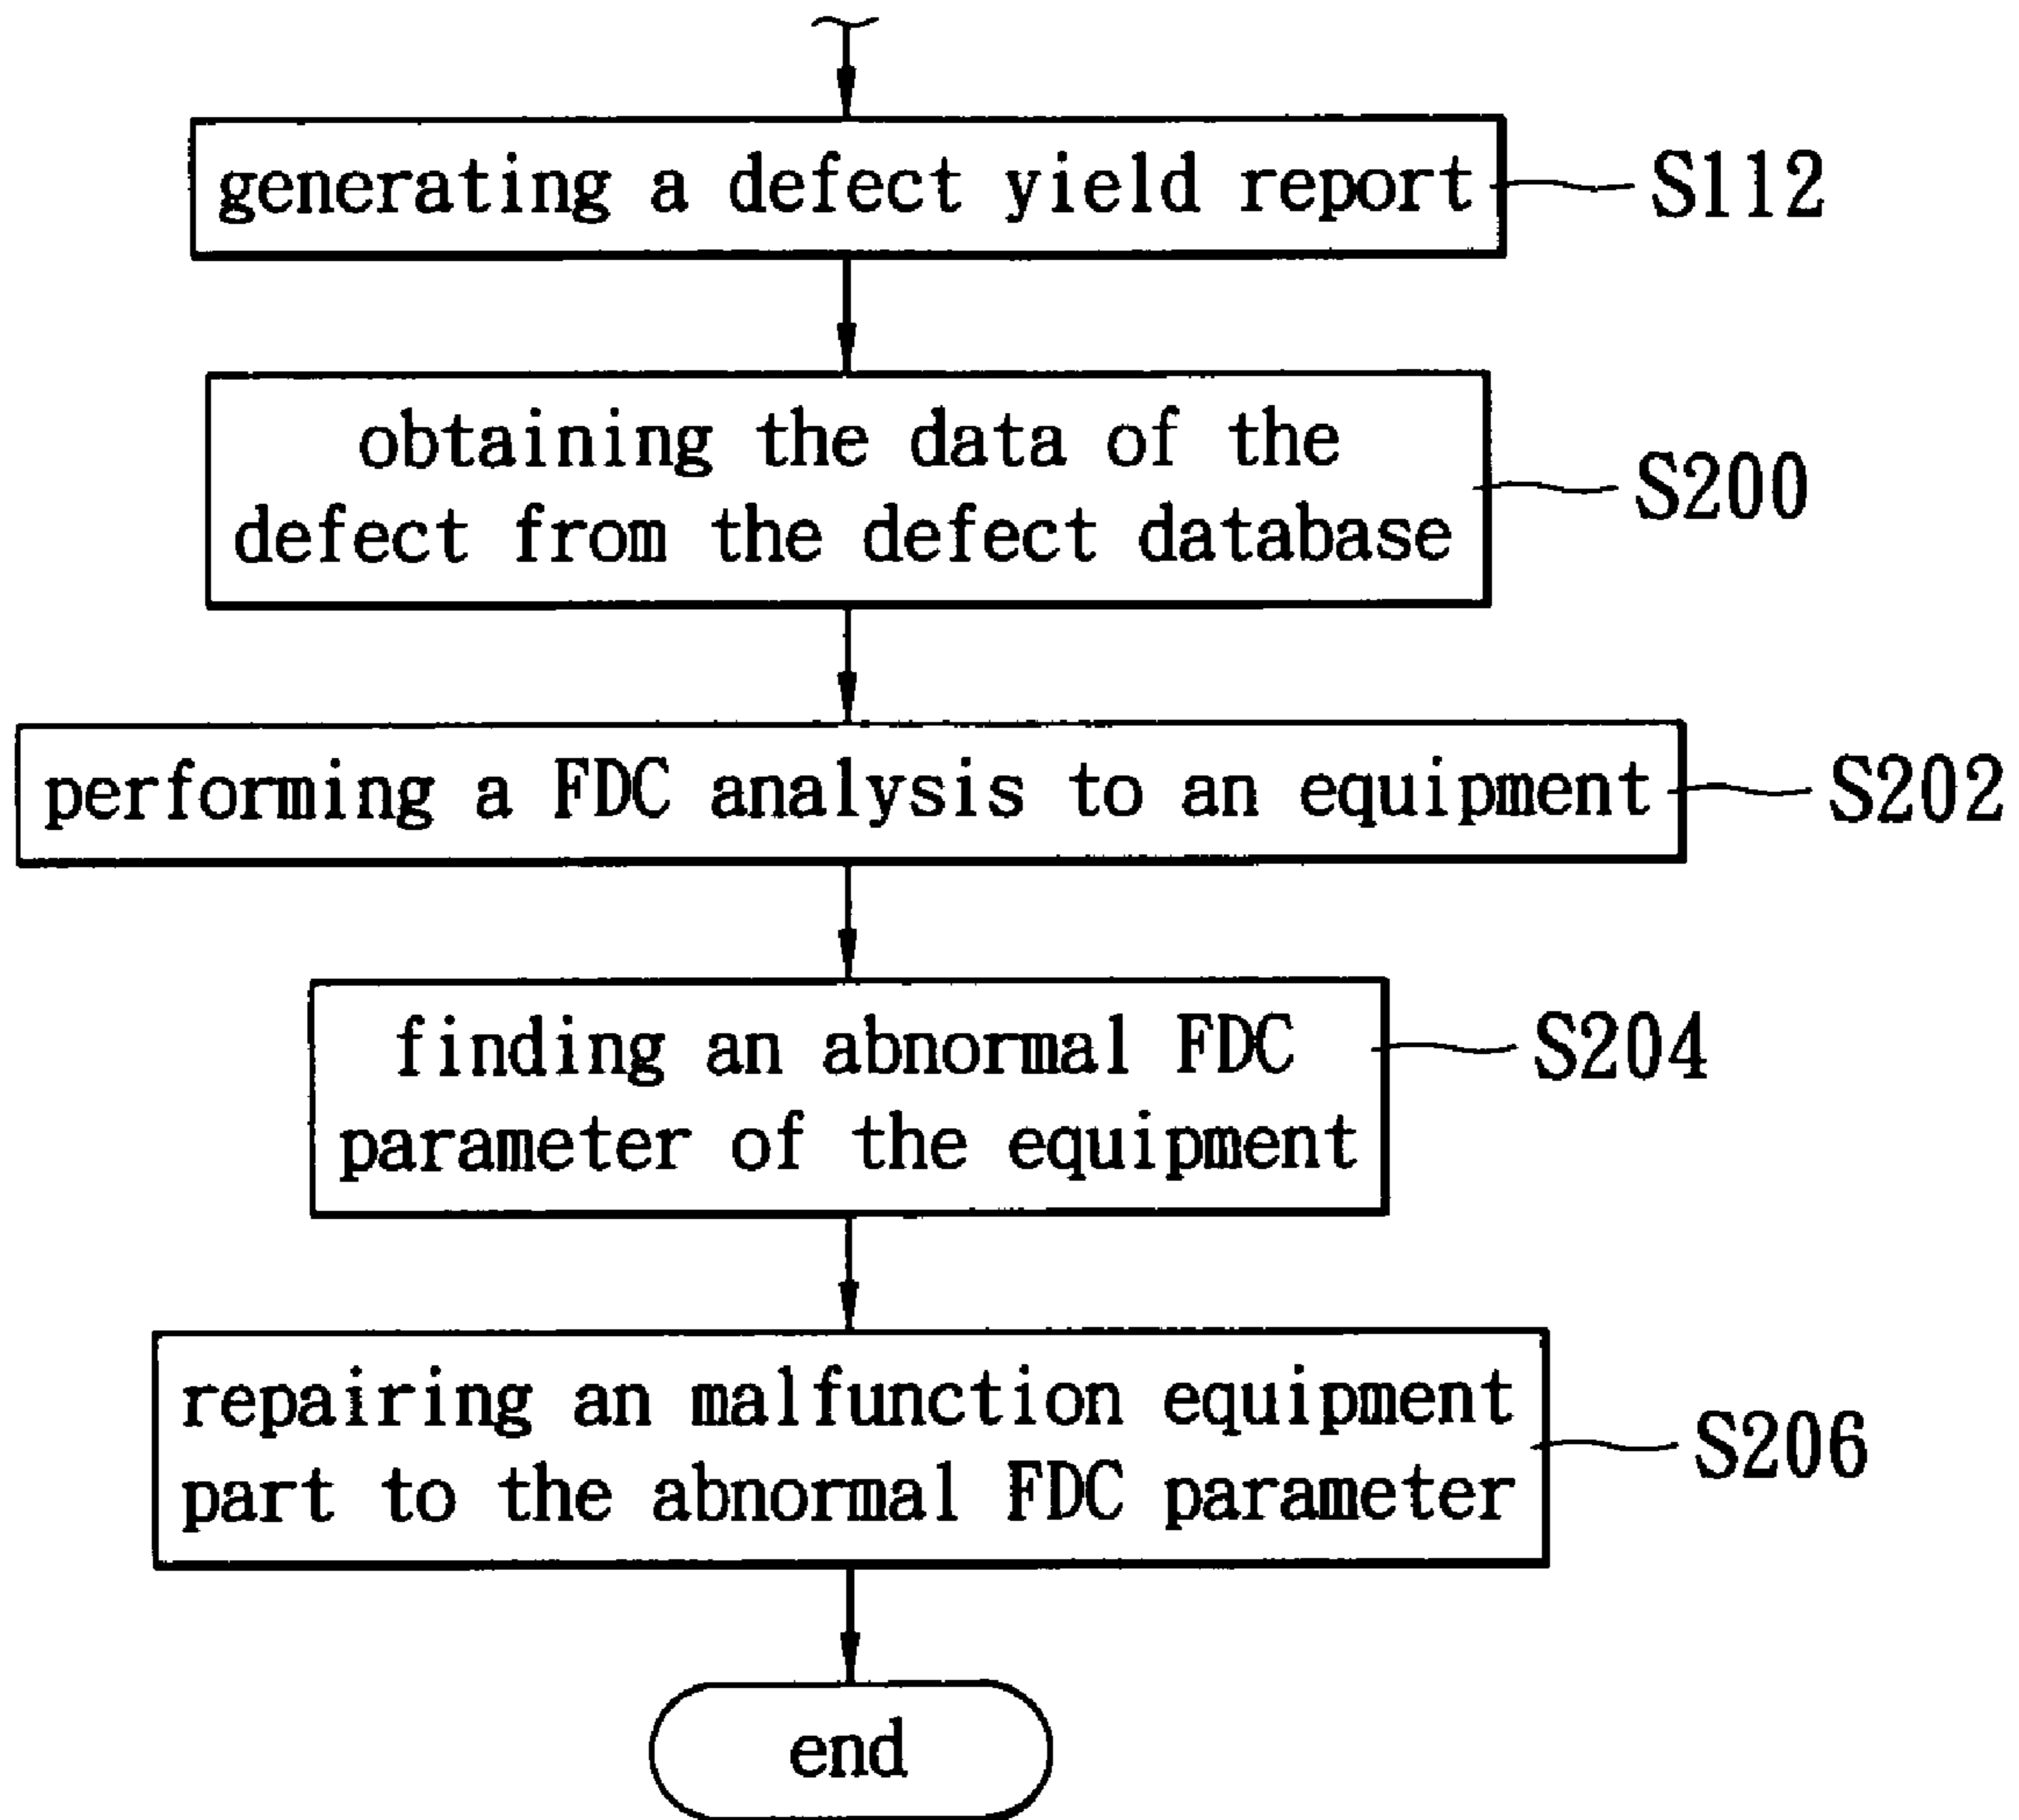 generating a defect yield report
S112
obtaining the data of the
defect from the defect database
S200
performing a FDC analysis to an equipment
S202
finding an abnormal FDC
parameter of the equipment
S204
repairing an malfunction equipment
part to the abnormal FDC parameter
S206
end